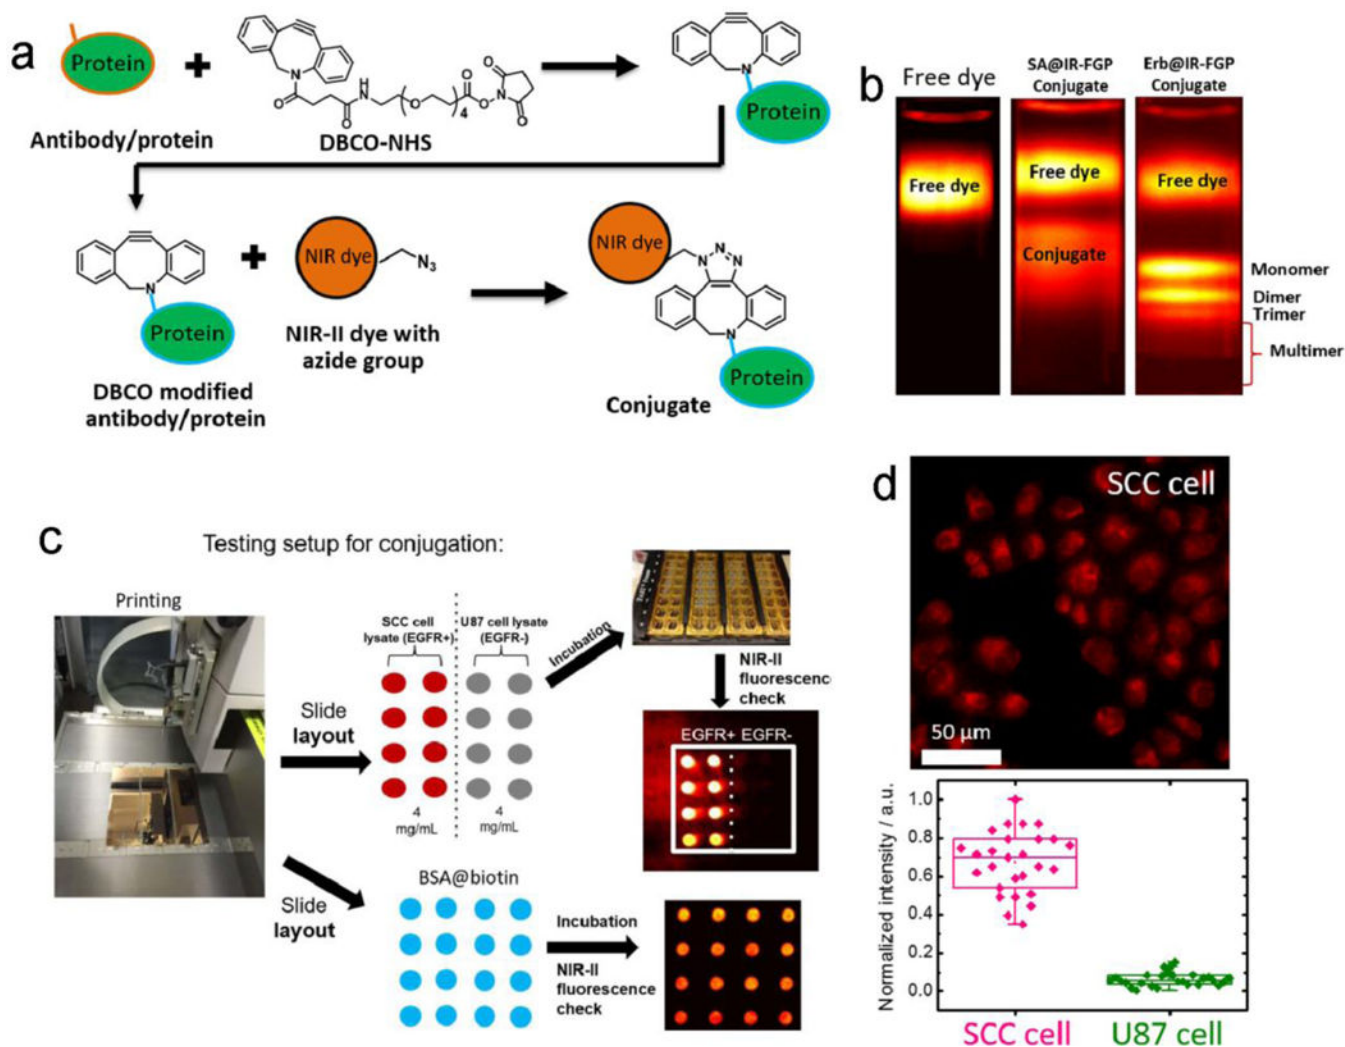 a
Protein
Antibody/protein
N
O
O
NH
O
4
O
O
N
O
O
DBCO-NHS
N
Protein
N
Protein
DBCO modified
antibody/protein
NIR dye
N3
NIR-II dye with
azide group
NIR dye
N
N
N
N
Protein
Conjugate
b
Free dye
SA@IR-FGP
Conjugate
Erb@IR-FGP
Conjugate
Free dye
Free dye
Free dye
Conjugate
Monomer
Dimer
Trimer
Multimer
c
Testing setup for conjugation:
Printing
Slide
layout
Slide
layout
SCC cell
lysate (EGFR+)
U87 cell lysate
(EGFR-)
4
mg/mL
4
mg/mL
Incubation
NIR-II
fluorescence
check
EGFR+ EGFR-
BSA@biotin
Incubation
NIR-II
fluorescence
check
d
SCC cell
50 µm
Normalized intensity / a.u.
1.0
0.8
0.6
0.4
0.2
0.0
SCC cell
U87 cell